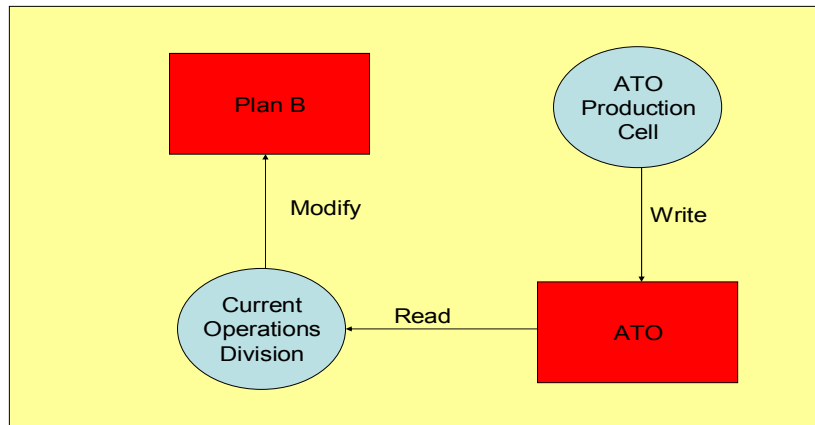 Plan B
ATO
Production
Cell
Modify
Write
Current
Operations
Division
Read
ATO